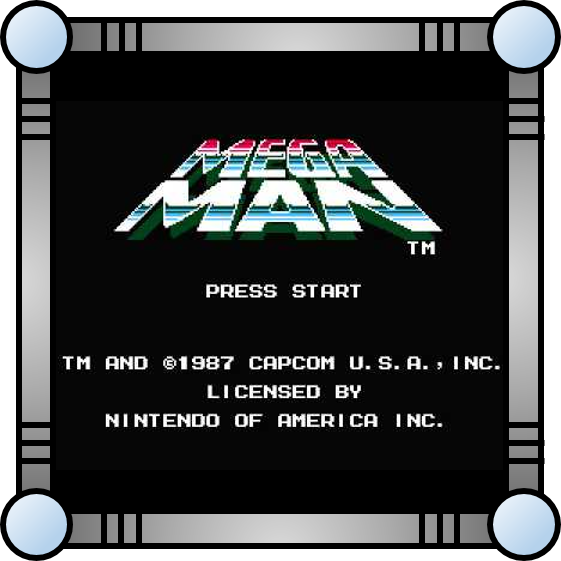 MEGA
MAN
TM
PRESS START
TM AND ©1987 CAPCOM U.S.A.,INC.
LICENSED BY
NINTENDO OF AMERICA INC.